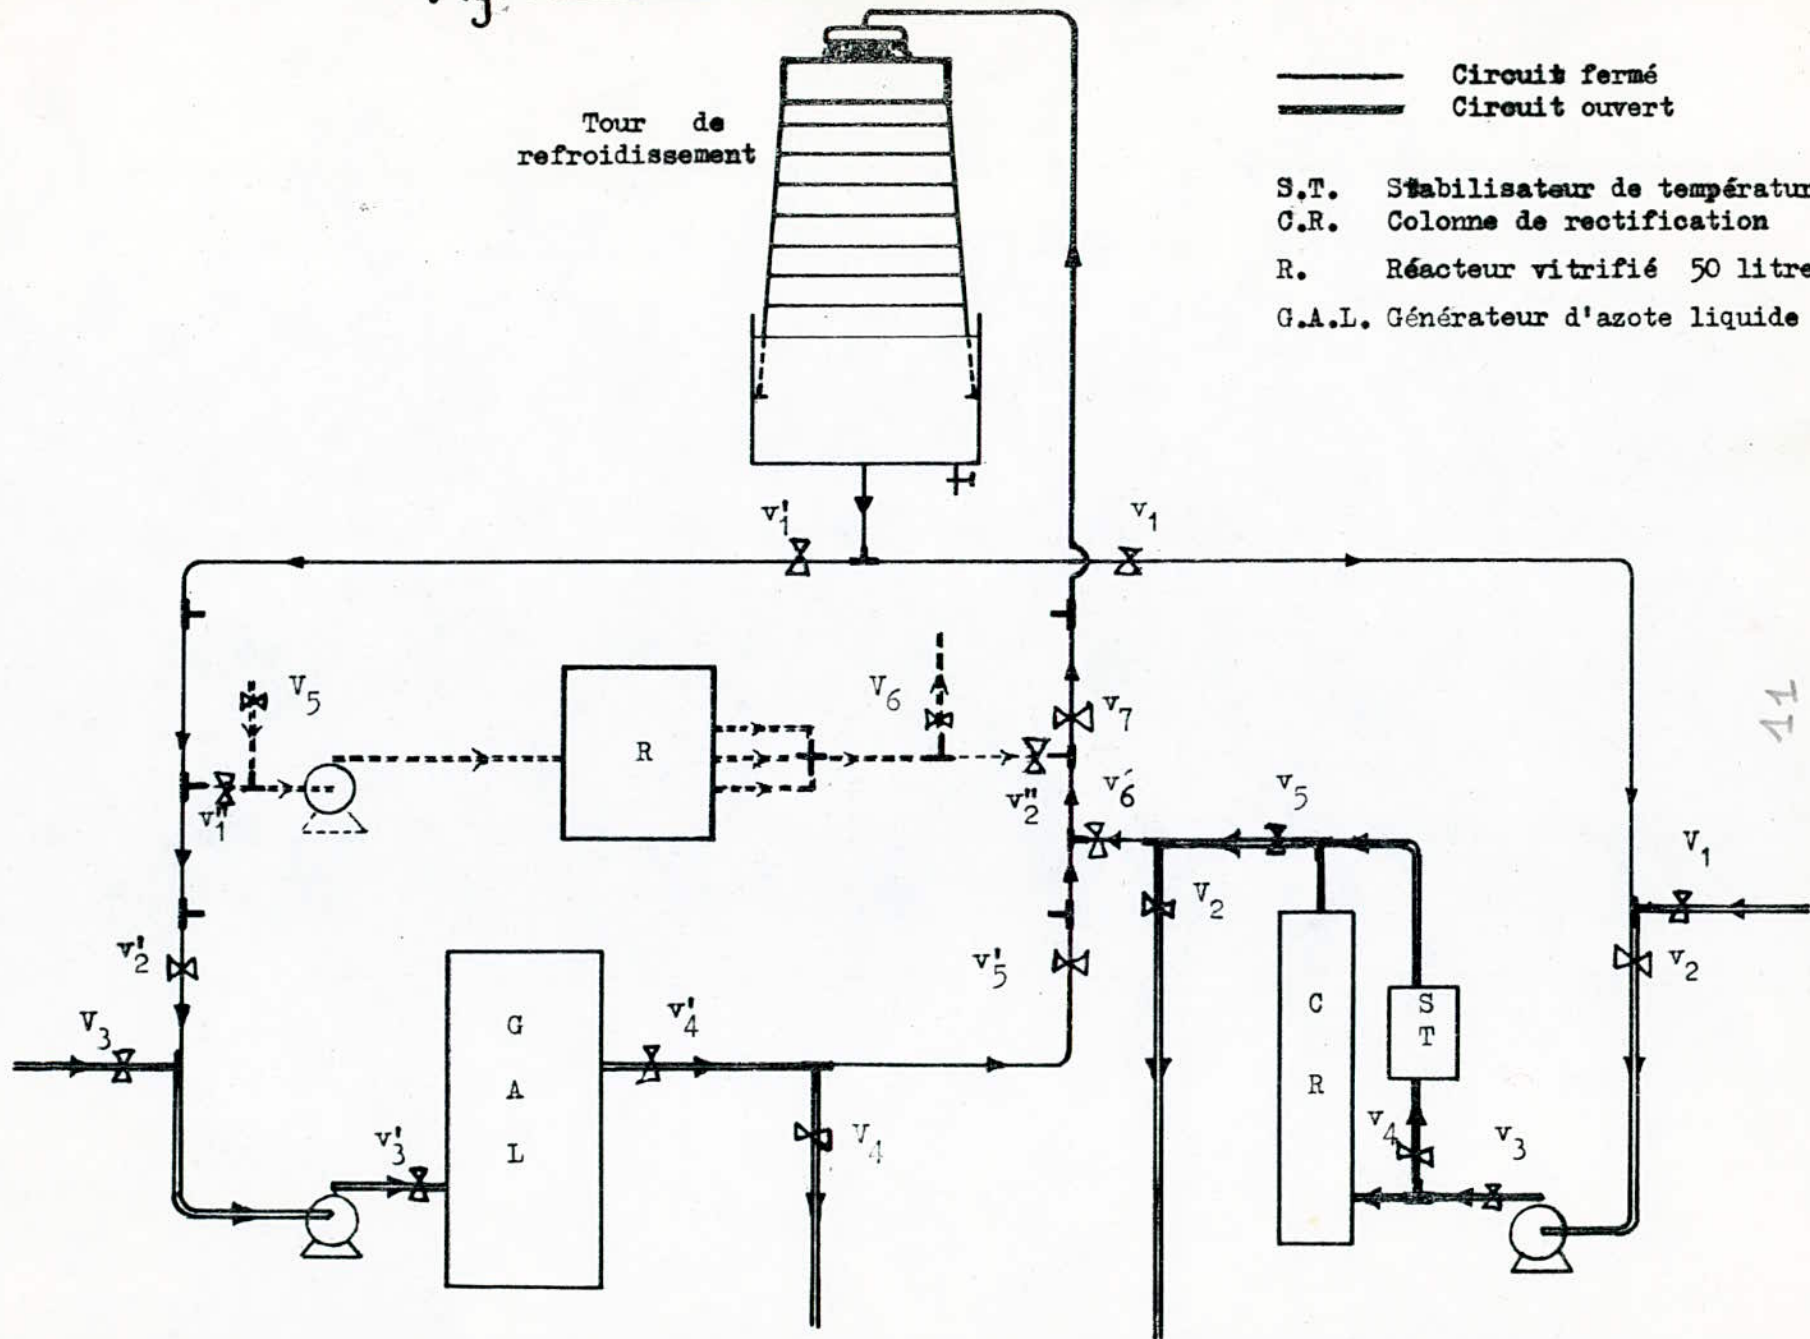 Circuit fermé
Circuit ouvert
Tour de
refroidissement
S.T. Stabilisateur de températur
C.R. Colonne de rectification
R. Réacteur vitrifié 50 litre
G.A.L. Générateur d'azote liquide
v'1
v1
V5
R
V6
v7
11
v"1
v"2
v6
v5
V1
V2
v'2
v'5
v2
V3
G
A
L
v'4
C
R
S
T
V4
v'3
v4
v3